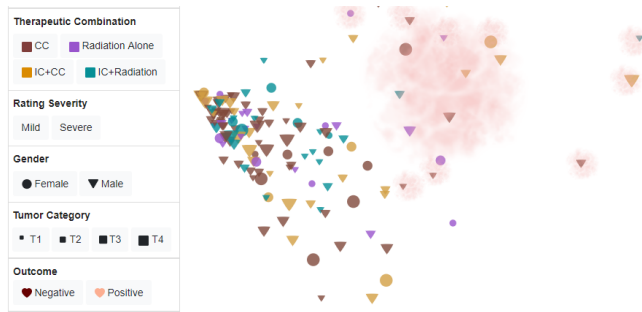 Therapeutic Combination
CC Radiation Alone
IC+CC IC+Radiation
Rating Severity
Mild Severe
Gender
Female Male
Tumor Category
T1 T2 T3 T4
Outcome
Negative Positive